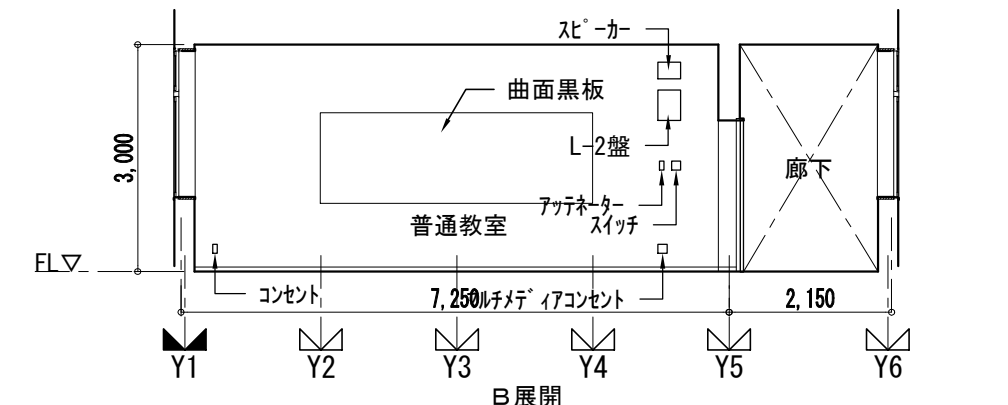 スピーカー
曲面黒板
L-2盤
3,000
廊下
アッテネーター
スイッチ
普通教室
FL
コンセント
7,250
ルチメディアコンセント
2,150
Y1 Y2 Y3 Y4 Y5 Y6
B展開